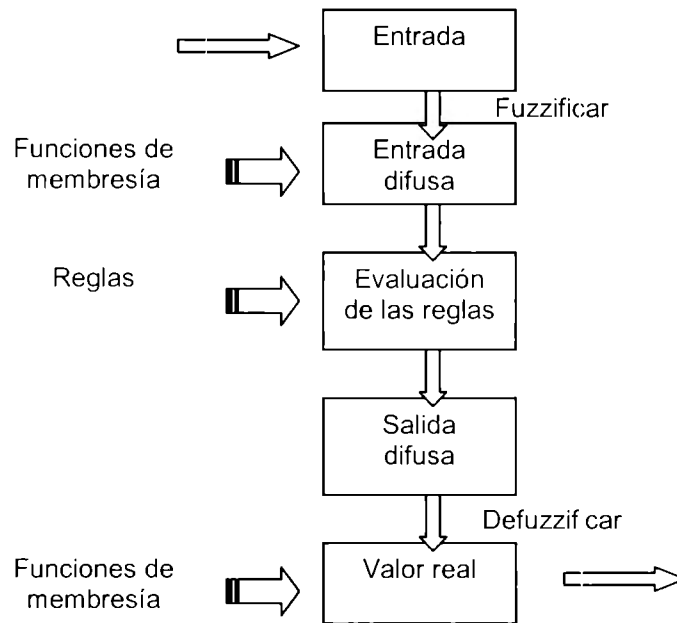 Entrada
Fuzzificar
Funciones de
membresía
Entrada
difusa
Reglas
Evaluación
de las reglas
Salida
difusa
Defuzzif car
Funciones de
membresía
Valor real